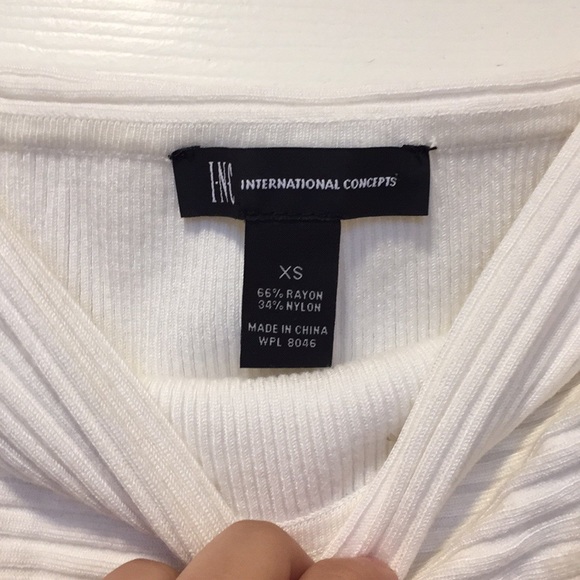 I·N·C INTERNATIONAL CONCEPTS
XS
66% RAYON
34% NYLON
MADE IN CHINA
WPL 8046